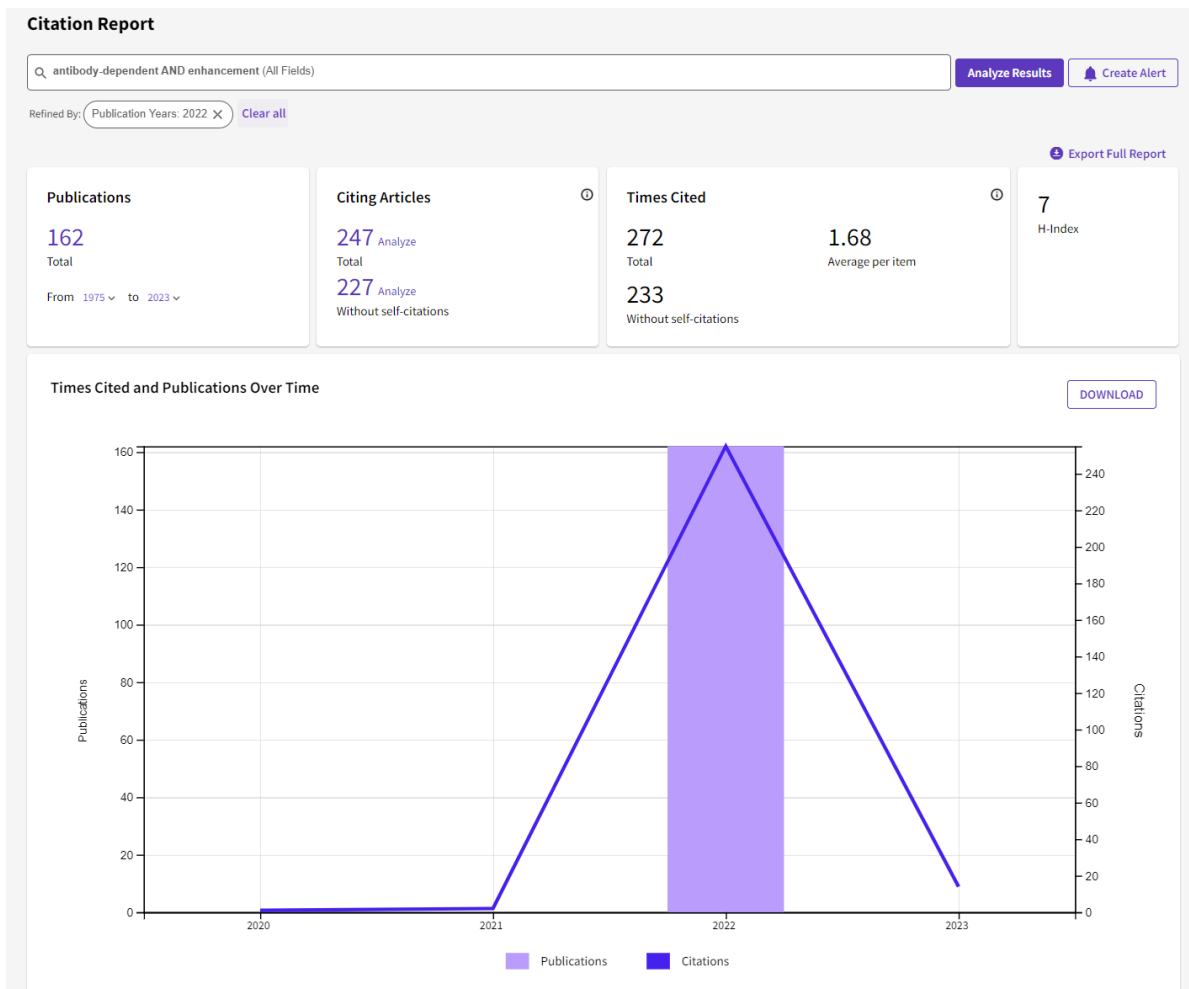 Citation Report
antibody-dependent AND enhancement (All Fields)
Analyze Results
Create Alert
Refined By: Publication Years: 2022 Clear all
Export Full Report
Publications
162
Total
From 1975 to 2023
Citing Articles
247 Analyze
Total
227 Analyze
Without self-citations
Times Cited
272
Total
233
Without self-citations
1.68
Average per item
7
H-Index
Times Cited and Publications Over Time
DOWNLOAD
Publications
160
140
120
100
80
60
40
20
0
240
220
200
180
160
140
120
100
80
60
40
20
0
Citations
2020 2021 2022 2023
Publications Citations